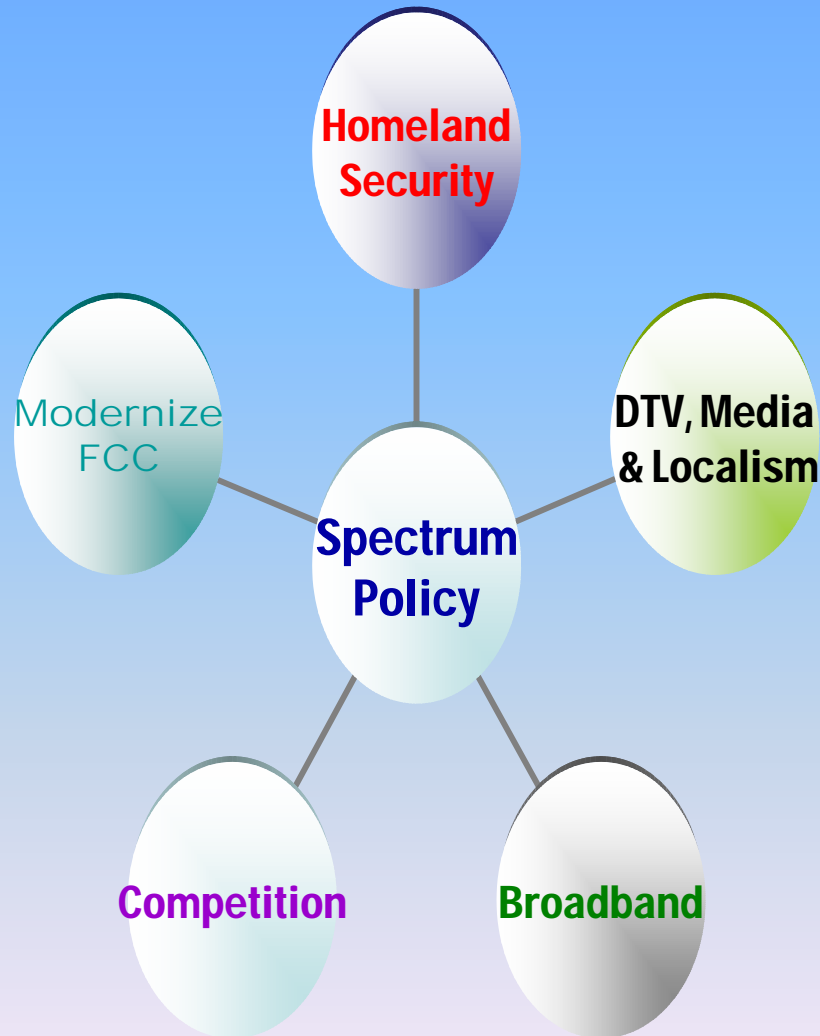 Homeland
Security
Modernize
FCC
DTV, Media
& Localism
Spectrum
Policy
Competition
Broadband